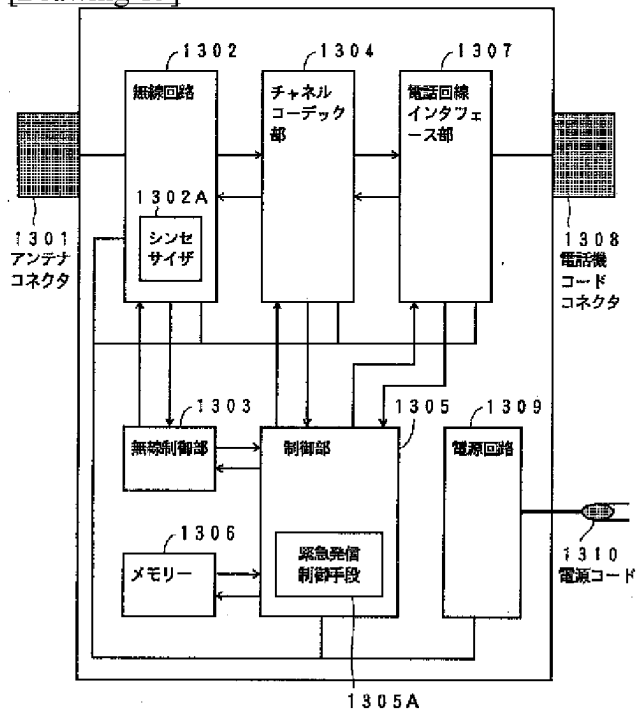 1302
1304
1307
無線回路
チャネル
コーデック
部
電話回線
インタフェ
ース部
1302A
シンセ
サイザ
1301
アンテナ
コネクタ
1308
電話機
コード
コネクタ
1303
1305
1309
無線制御部
制御部
電源回路
1306
メモリー
緊急発信
制御手段
1310
電源コード
1305A